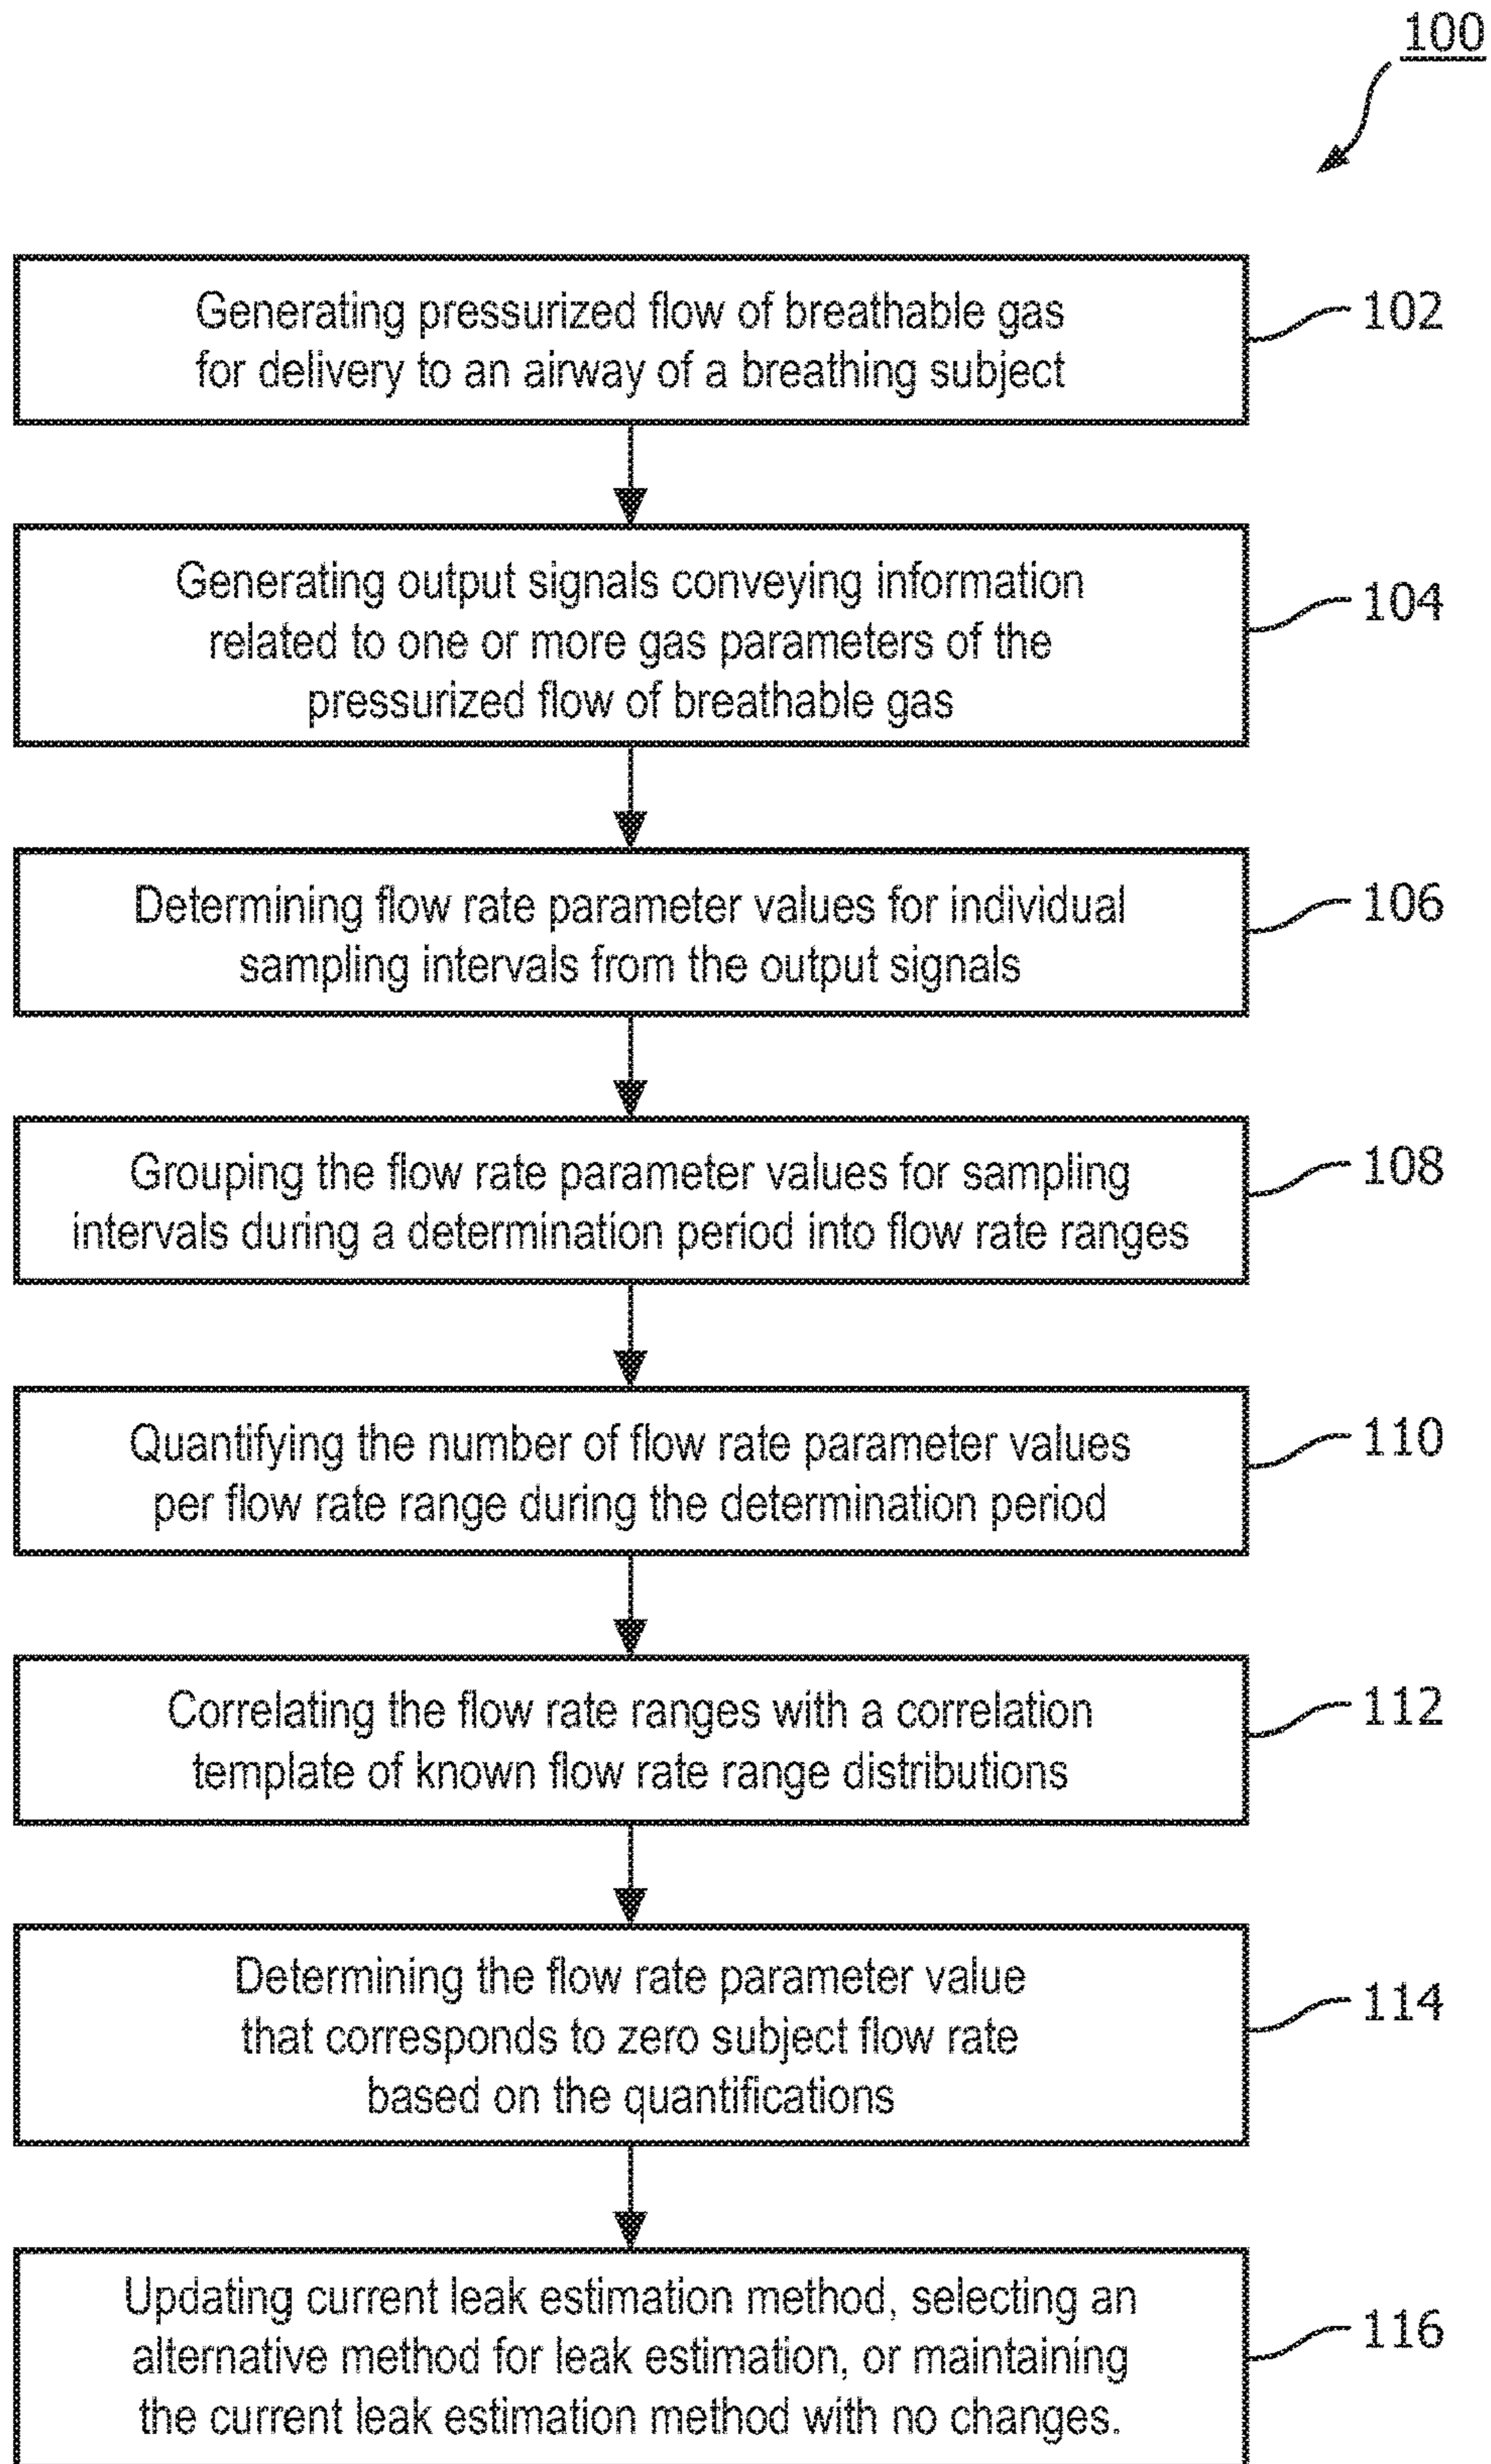 100
Generating pressurized flow of breathable gas
for delivery to an airway of a breathing subject
102
Generating output signals conveying information
related to one or more gas parameters of the
pressurized flow of breathable gas
104
Determining flow rate parameter values for individual
sampling intervals from the output signals
106
Grouping the flow rate parameter values for sampling
intervals during a determination period into flow rate ranges
108
Quantifying the number of flow rate parameter values
per flow rate range during the determination period
110
Correlating the flow rate ranges with a correlation
template of known flow rate range distributions
112
Determining the flow rate parameter value
that corresponds to zero subject flow rate
based on the quantifications
114
Updating current leak estimation method, selecting an
alternative method for leak estimation, or maintaining
the current leak estimation method with no changes.
116